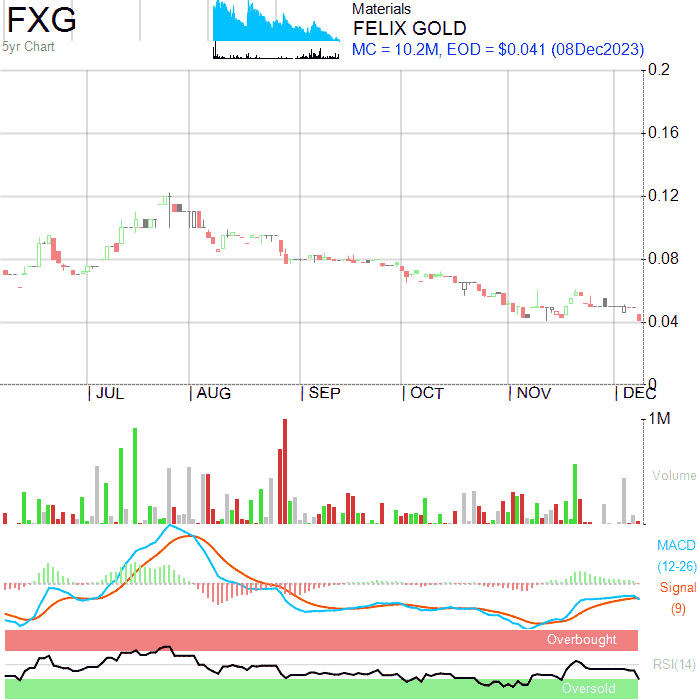 FXG
5yr Chart
Materials
FELIX GOLD
MC = 10.2M, EOD = $0.041 (08Dec2023)
0.2
0.16
0.12
0.08
0.04
0
JUL AUG SEP OCT NOV DEC
1M
Volume
MACD
(12-26)
Signal
(9)
Overbought
RSI(14)
Oversold